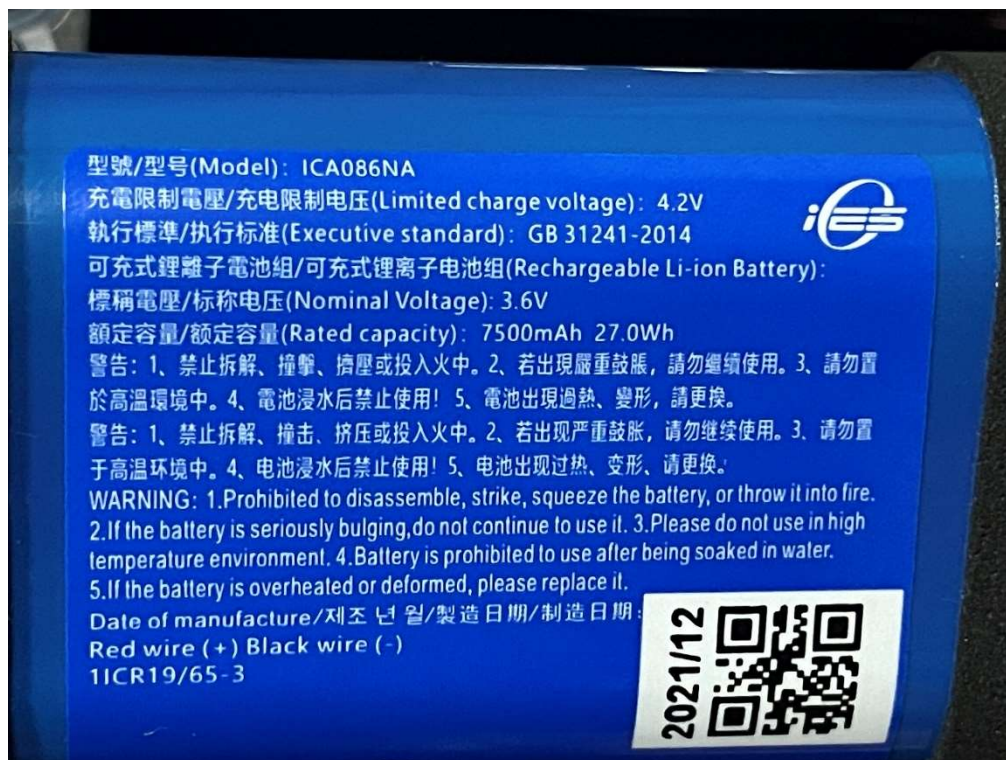 型號/型号(Model): ICA086NA
充電限制電壓/充电限制电压(Limited charge voltage): 4.2V
iCES
執行標準/执行标准(Executive standard): GB 31241-2014
可充式鋰離子電池組/可充式锂离子电池组(Rechargeable Li-ion Battery):
標稱電壓/标称电压(Nominal Voltage): 3.6V
額定容量/额定容量(Rated capacity): 7500mAh 27.0Wh
警告: 1、禁止拆解、撞擊、擠壓或投入火中。2、若出現嚴重鼓脹, 請勿繼續使用。3、請勿置
於高溫環境中。4、電池浸水后禁止使用! 5、電池出現過熱、變形, 請更換。
警告: 1、禁止拆解、撞击、挤压或投入火中。2、若出现严重鼓胀, 请勿继续使用。3、请勿置
于高温环境中。4、电池浸水后禁止使用! 5、电池出现过热、变形、请更换。
WARNING: 1.Prohibited to disassemble, strike, squeeze the battery, or throw it into fire.
2.If the battery is seriously bulging,do not continue to use it. 3.Please do not use in high
temperature environment. 4.Battery is prohibited to use after being soaked in water.
5.If the battery is overheated or deformed, please replace it.
Date of manufacture/제조 년 월/製造日期/制造日期:
2021/12
Red wire (+) Black wire (-)
1ICR19/65-3